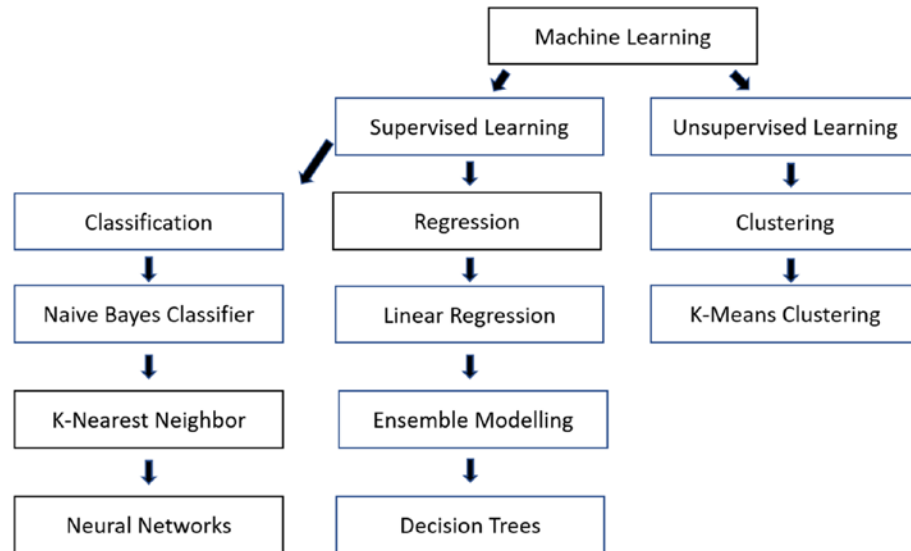 Machine Learning
Supervised Learning
Unsupervised Learning
Classification
Regression
Clustering
Naive Bayes Classifier
Linear Regression
K-Means Clustering
K-Nearest Neighbor
Ensemble Modelling
Neural Networks
Decision Trees